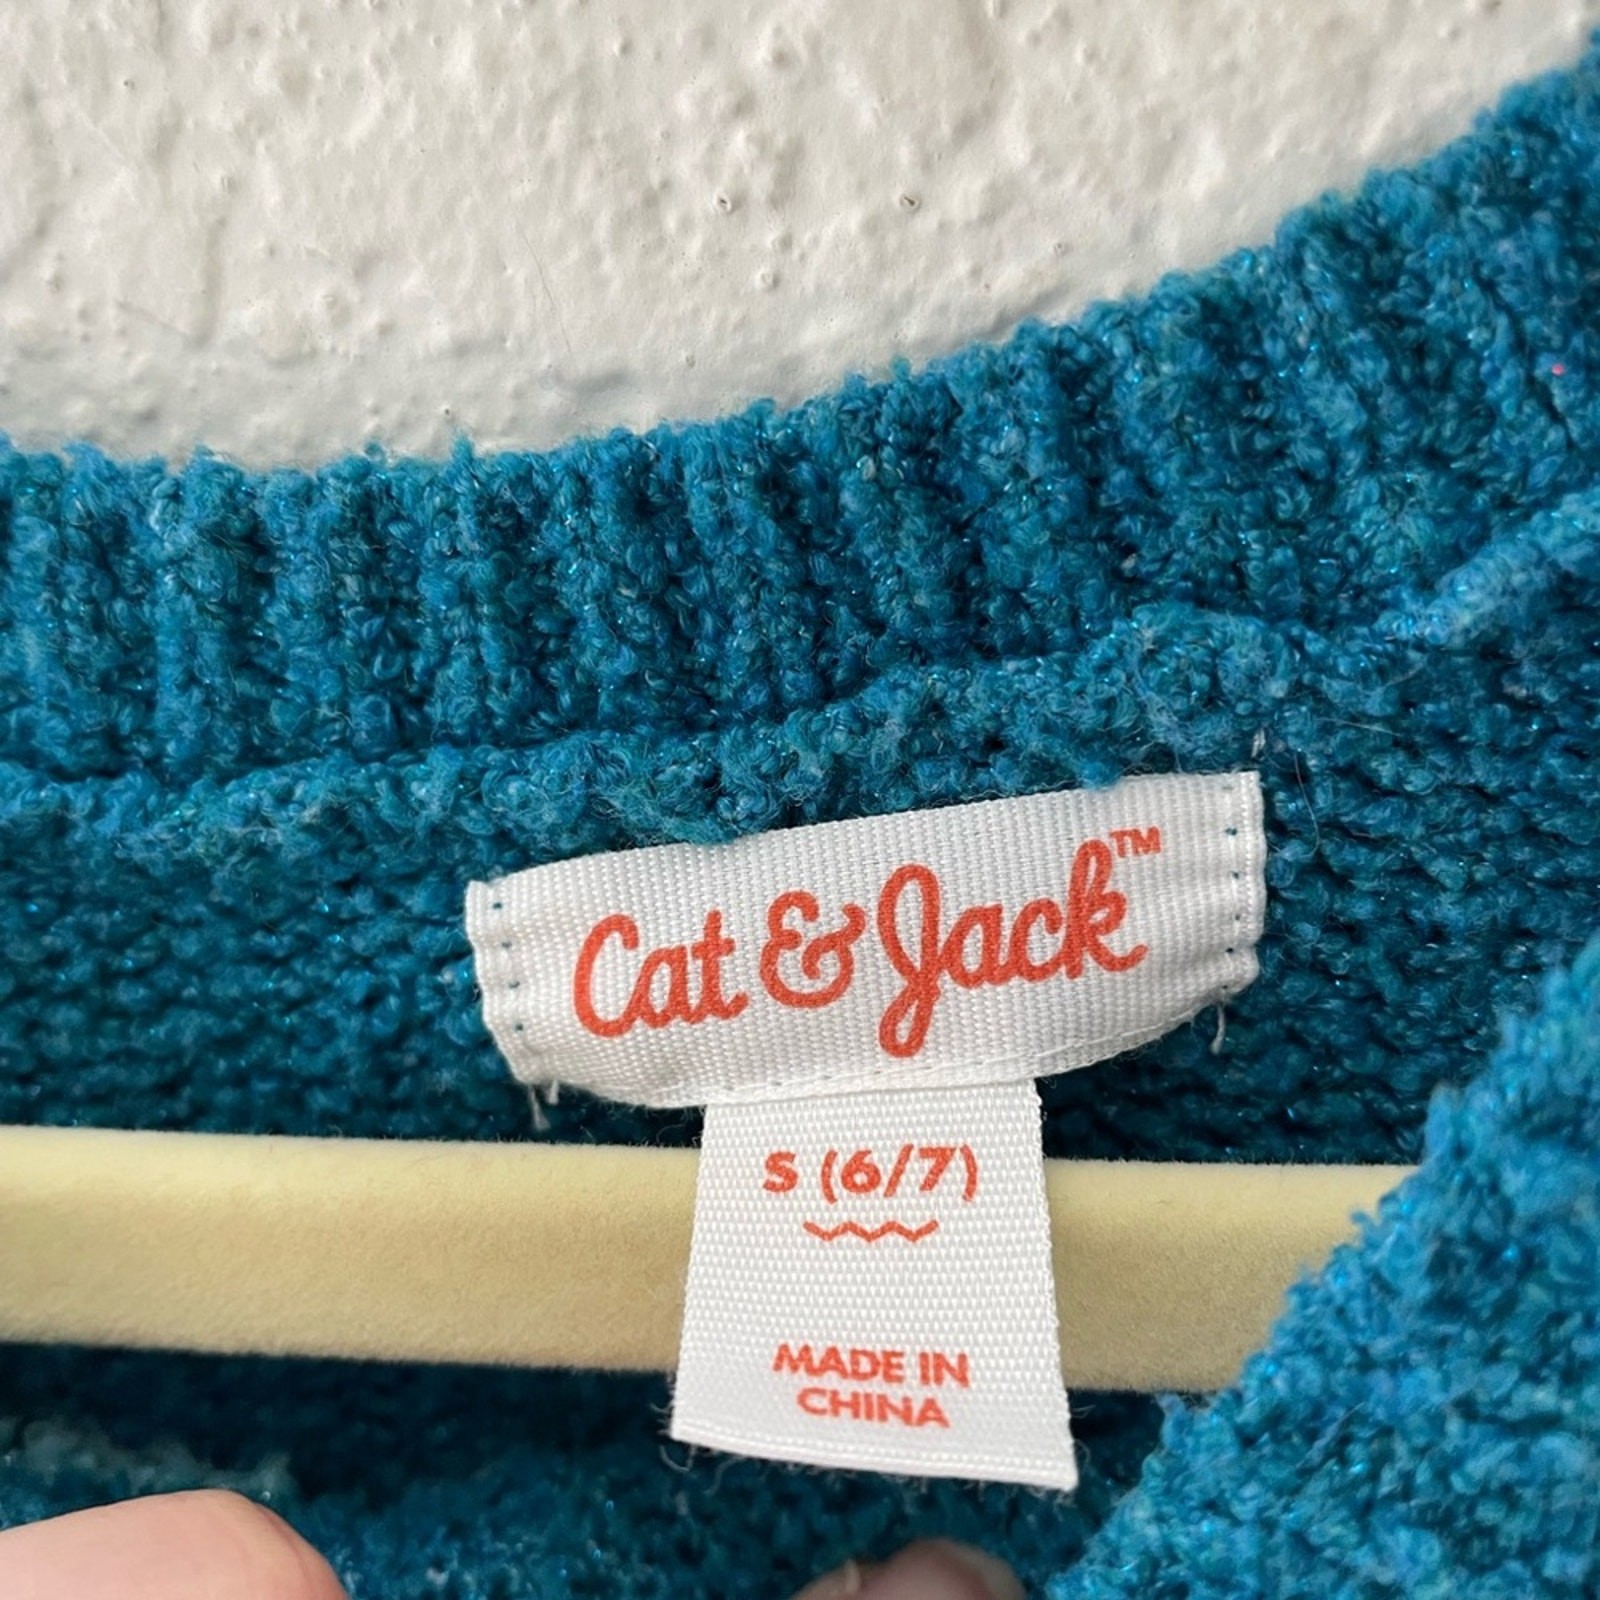 Cat & Jack™
S (6/7)
MADE IN
CHINA